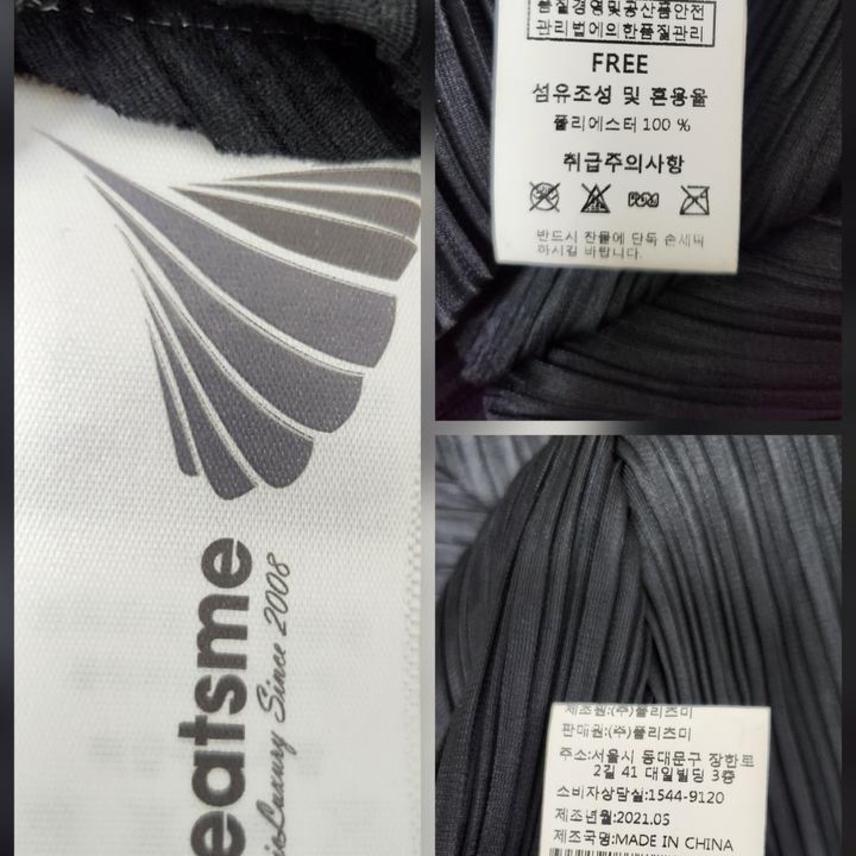 eatsme
Luxury Since 2008
품질경영및공산품안전
관리법에의한품질관리
FREE
섬유조성 및 혼용율
폴리에스터 100 %
취급주의사항
반드시 찬물에 단독 손세탁
하시길 바랍니다.
제조원:(주)플리츠미
판매원:(주)플리츠미
주소:서울시 동대문구 장한로
2길 41 대일빌딩 3층
소비자상담실:1544-9120
제조년월:2021.05
제조국명:MADE IN CHINA